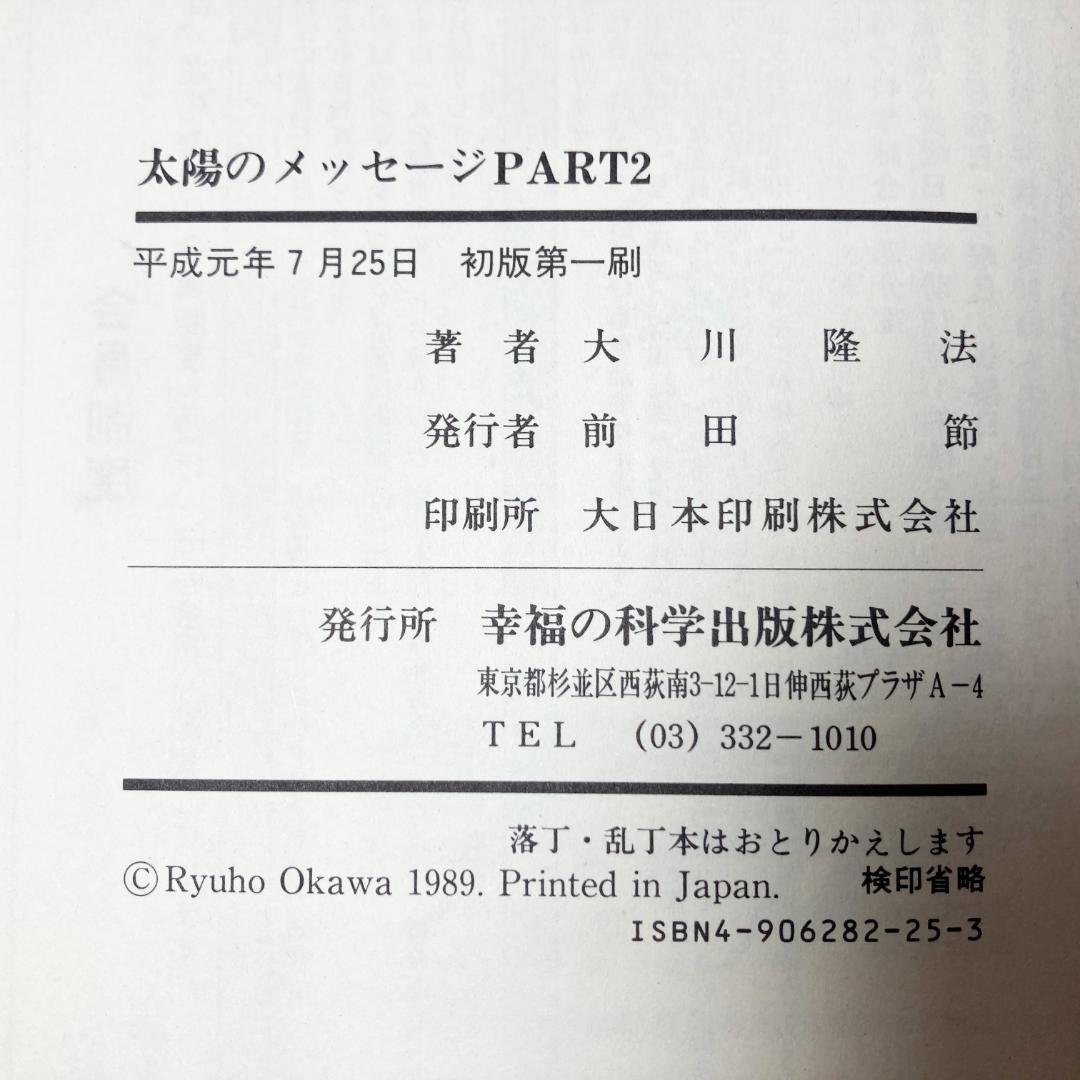 太陽のメッセージPART2
平成元年7月25日 初版第一刷
著者 大川隆法
発行者 前田節
印刷所 大日本印刷株式会社
発行所 幸福の科学出版株式会社
東京都杉並区西荻南3-12-1日伸西荻プラザA-4
TEL (03) 332-1010
落丁・乱丁本はおとりかえします
©Ryuho Okawa 1989. Printed in Japan. 検印省略
ISBN4-906282-25-3